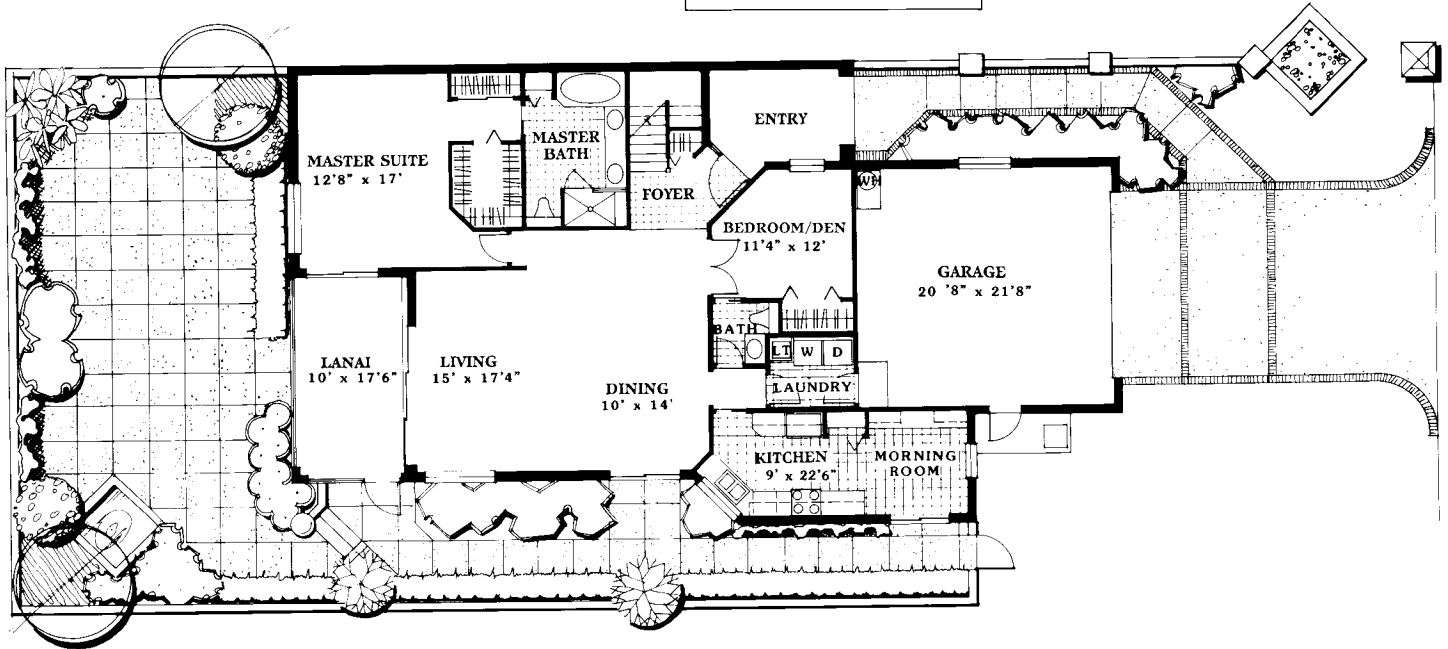 ENTRY
MASTER
BATH
MASTER SUITE
12'8" x 17'
WH
FOYER
BEDROOM/DEN
11'4" x 12'
GARAGE
20 '8" x 21'8"
BATH
LT W D
LANAI
10' x 17'6"
LIVING
15' x 17'4"
LAUNDRY
DINING
10' x 14'
KITCHEN
9' x 22'6"
MORNING
ROOM